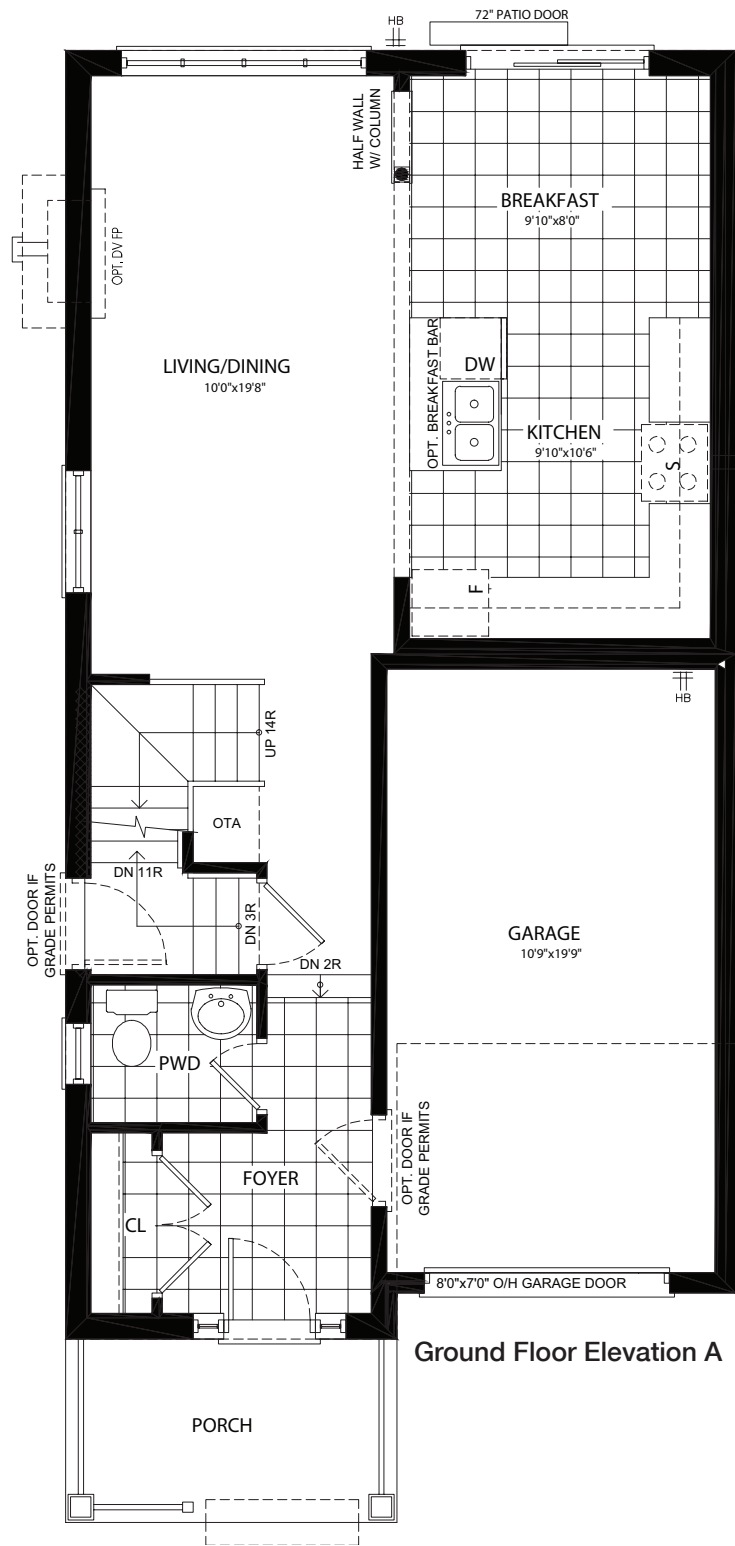 72" PATIO DOOR
HB
HALF WALL
W/ COLUMN
BREAKFAST
9'10"x8'0"
OPT. DV FP
LIVING/DINING
10'0"x19'8"
OPT. BREAKFAST BAR
DW
KITCHEN
9'10"x10'6"
S
F
HB
UP 14R
OTA
DN 11R
OPT. DOOR IF
GRADE PERMITS
DN 3R
DN 2R
GARAGE
10'9"x19'9"
PWD
OPT. DOOR IF
GRADE PERMITS
FOYER
CL
8'0"x7'0" O/H GARAGE DOOR
Ground Floor Elevation A
PORCH